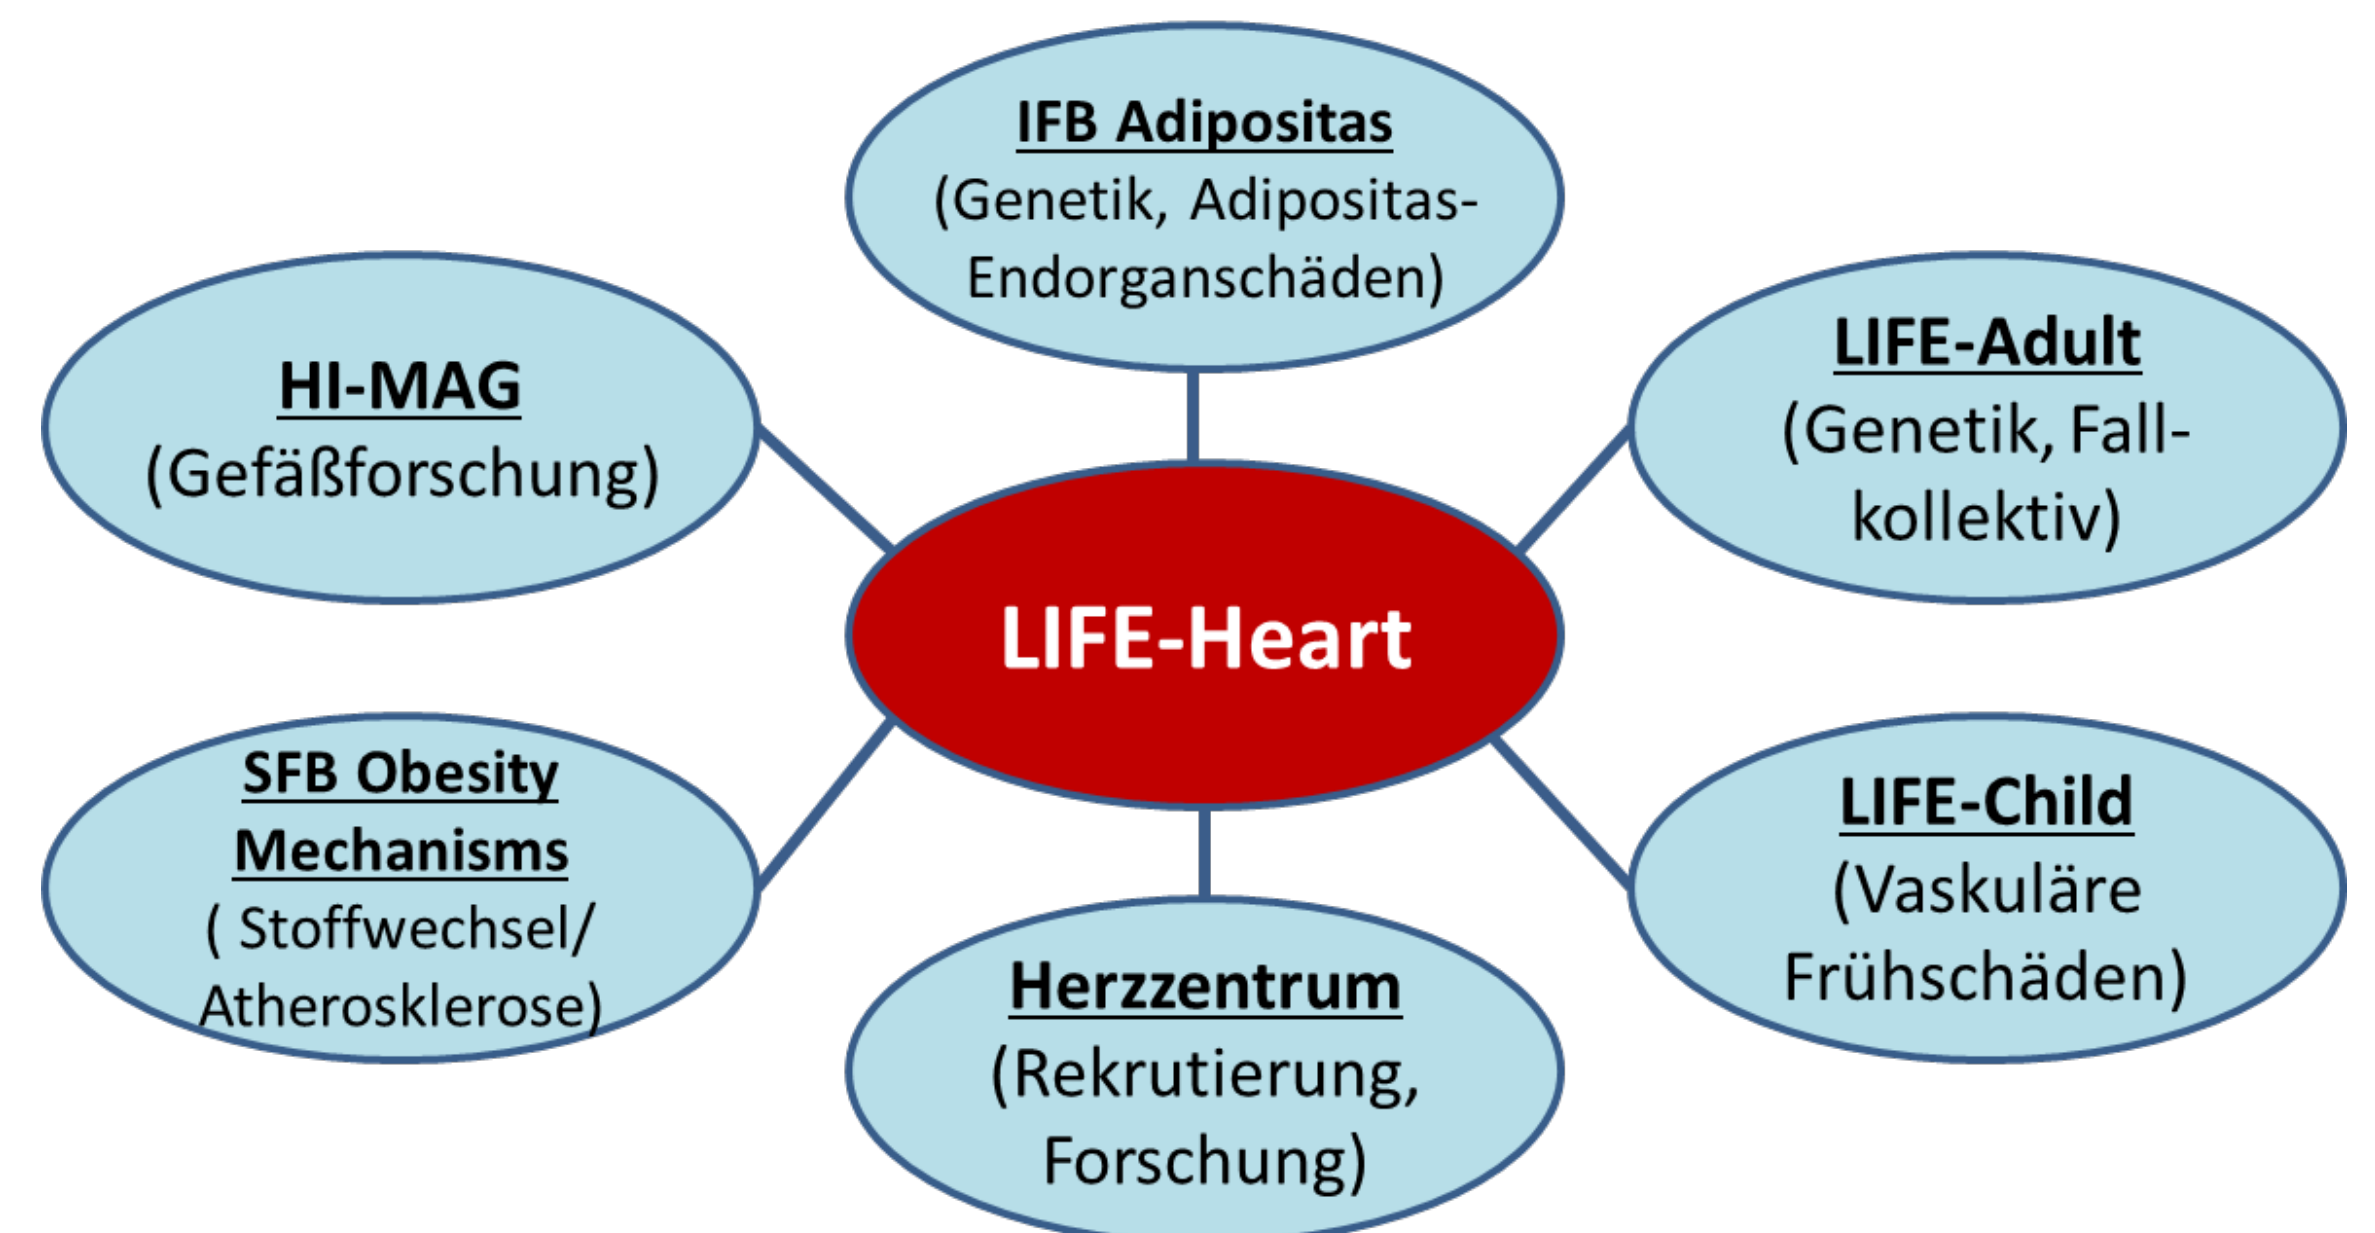 IFB Adipositas
(Genetik, Adipositas-
Endorganschäden)
HI-MAG
(Gefäßforschung)
LIFE-Adult
(Genetik, Fall-
kollektiv)
LIFE-Heart
SFB Obesity
Mechanisms
( Stoffwechsel/
Atherosklerose)
LIFE-Child
(Vaskuläre
Frühschäden)
Herzzentrum
(Rekrutierung,
Forschung)